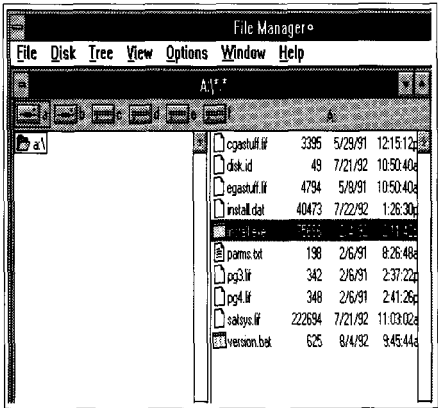 File Manager
File Disk Tree View Options Window Help
A:\*.*
a b c d e f A:
a:\
cgastuff.lif 3395 5/29/91 12:15:12p
disk.id 49 7/21/92 10:50:40a
egastuff.lif 4794 5/8/91 10:50:40a
install.dat 40473 7/22/92 1:26:30p
install.exe
parms.txt 198 2/6/91 8:26:48a
pg3.lif 342 2/6/91 2:37:22p
pg4.lif 348 2/6/91 2:41:26p
satsys.lif 222694 7/21/92 11:03:02a
version.bat 625 8/4/92 9:45:44a